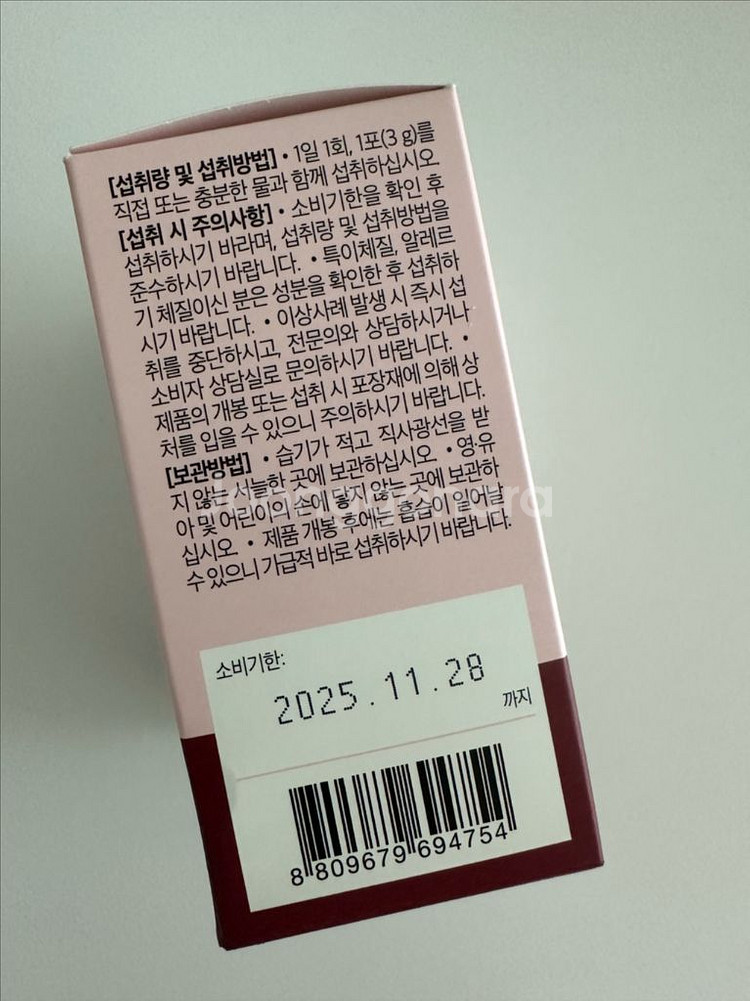 [섭취량 및 섭취방법] • 1일 1회, 1포(3 g)를
직접 또는 충분한 물과 함께 섭취하십시오
[섭취 시 주의사항] • 소비기한을 확인 후
섭취하시기 바라며, 섭취량 및 섭취방법을
준수하시기 바랍니다. • 특이체질, 알레르
기 체질이신 분은 성분을 확인한 후 섭취하
시기 바랍니다. • 이상사례 발생 시 즉시 섭
취를 중단하시고, 전문의와 상담하시거나
소비자 상담실로 문의하시기 바랍니다. •
제품의 개봉 또는 섭취 시 포장재에 의해 상
처를 입을 수 있으니 주의하시기 바랍니다.
[보관방법] • 습기가 적고 직사광선을 받
지 않는 서늘한 곳에 보관하십시오 • 영·유
아 및 어린이의 손에 닿지 않는 곳에 보관하
십시오 • 제품 개봉 후에는 흡습이 일어날
수 있으니 가급적 바로 섭취하시기 바랍니다.
소비기한:
2025.11.28
까지
8 809679 694754